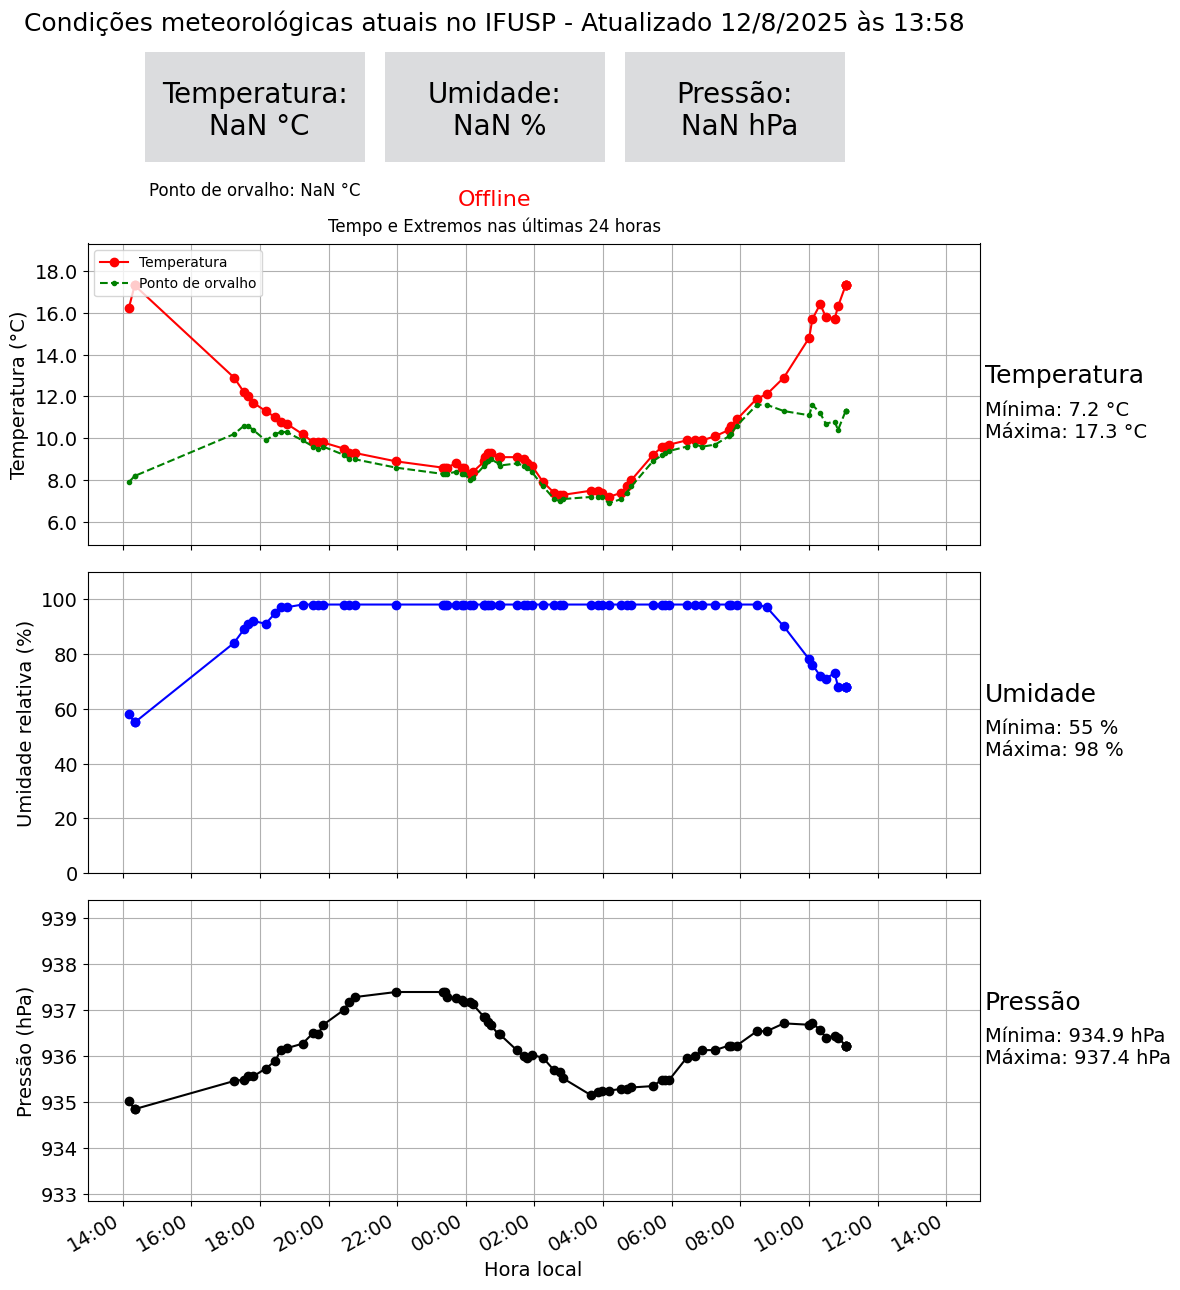 Condições meteorológicas atuais no IFUSP - Atualizado 12/8/2025 às 13:58
Temperatura:
NaN °C
Umidade:
NaN %
Pressão:
NaN hPa
Ponto de orvalho: NaN °C
Offline
Tempo e Extremos nas últimas 24 horas
Temperatura
Ponto de orvalho
Temperatura (°C)
18.0
16.0
14.0
12.0
10.0
8.0
6.0
Temperatura
Mínima: 7.2 °C
Máxima: 17.3 °C
Umidade relativa (%)
100
80
60
40
20
0
Umidade
Mínima: 55 %
Máxima: 98 %
Pressão (hPa)
939
938
937
936
935
934
933
Pressão
Mínima: 934.9 hPa
Máxima: 937.4 hPa
14:00 16:00 18:00 20:00 22:00 00:00 02:00 04:00 06:00 08:00 10:00 12:00 14:00
Hora local